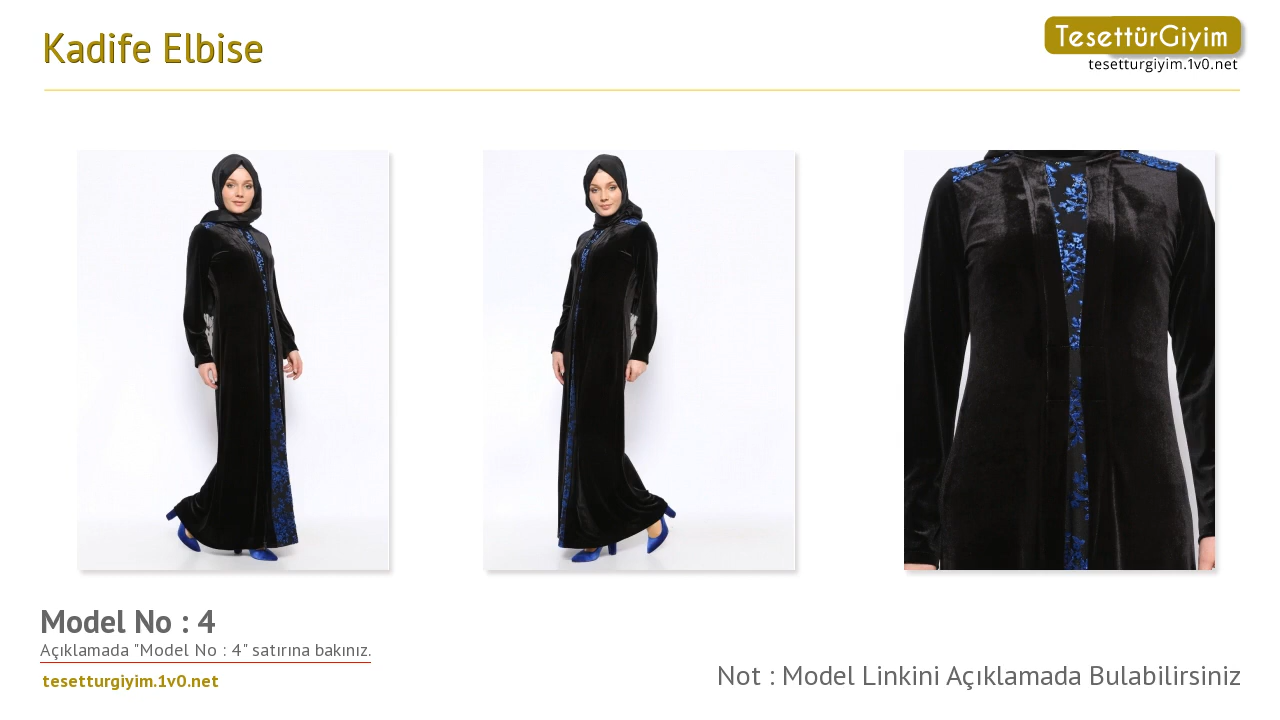 Kadife Elbise
TesettürGiyim
tesetturgiyim.1v0.net
Model No : 4
Açıklamada "Model No : 4" satırına bakınız.
tesetturgiyim.1v0.net
Not : Model Linkini Açıklamada Bulabilirsiniz